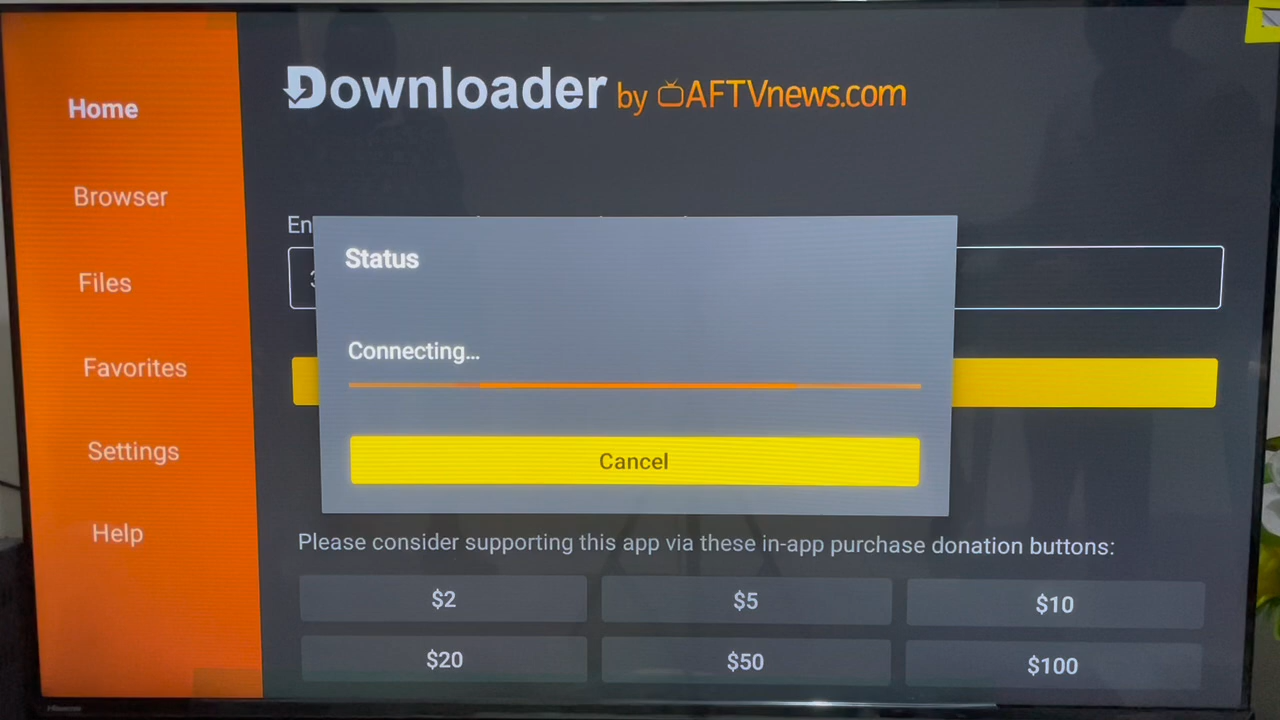 Downloader by AFTVnews.com
Home
Browser
Files
Favorites
Settings
Help
En
Status
Connecting...
Cancel
Please consider supporting this app via these in-app purchase donation buttons:
$2
$5
$10
$20
$50
$100
Hisense